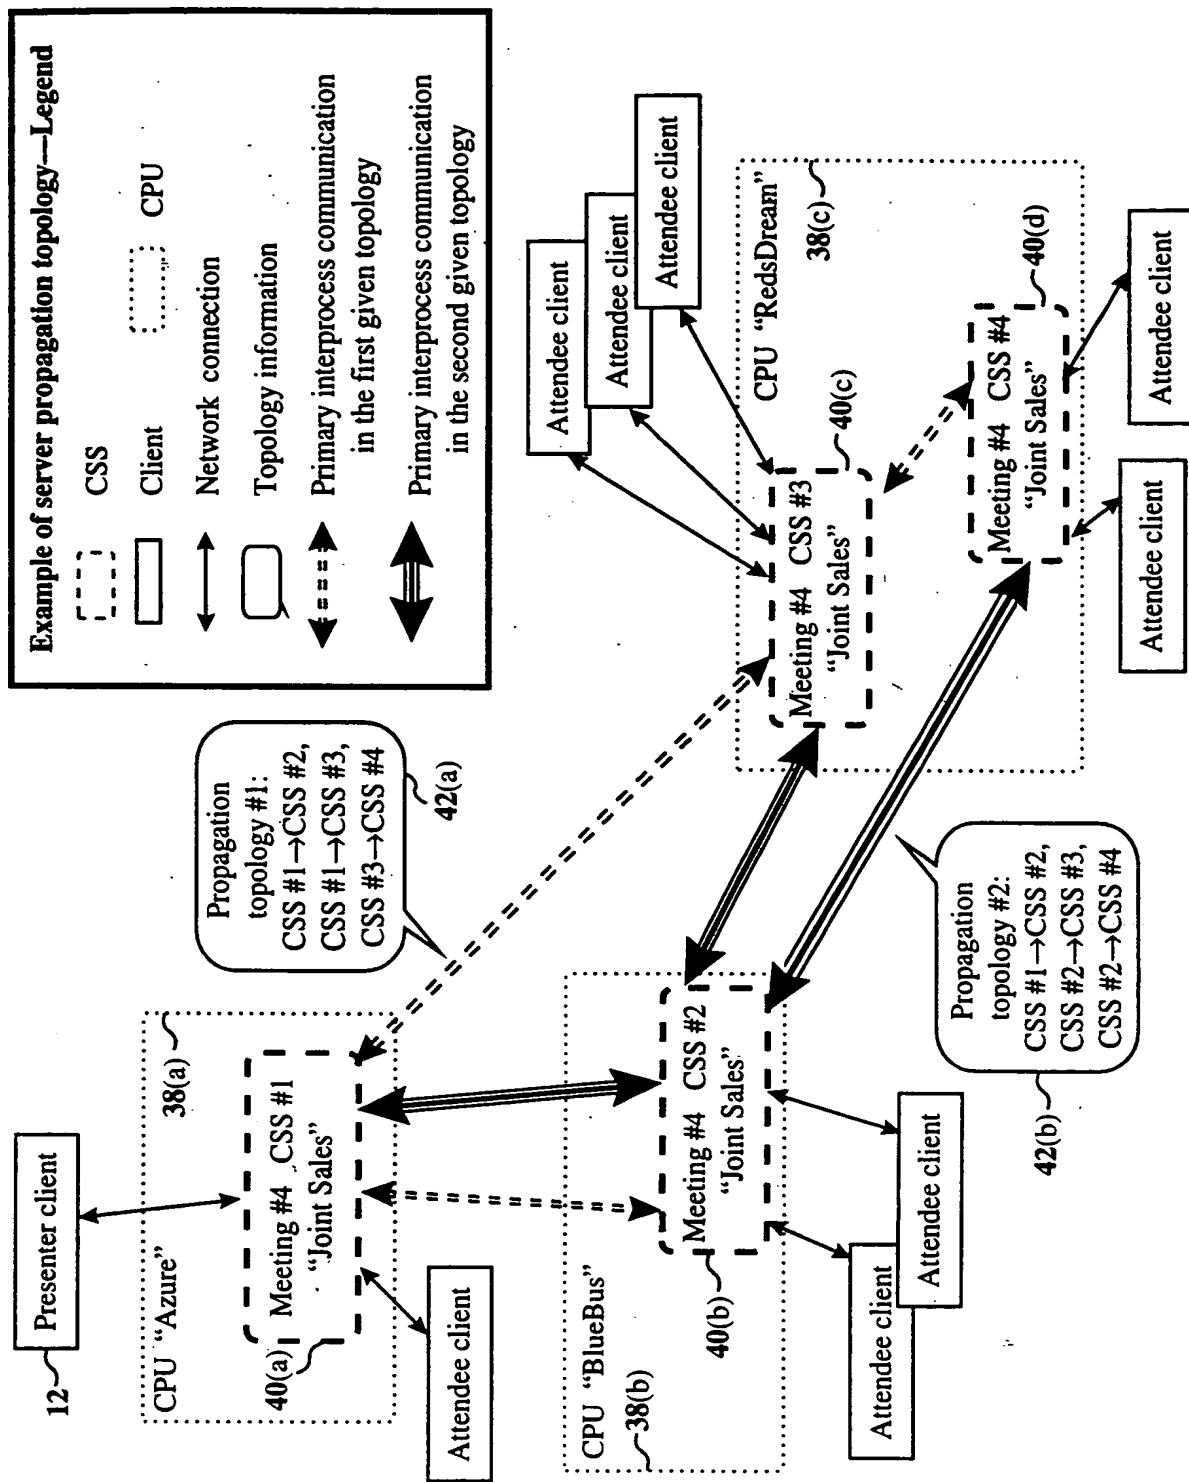 Example of server propagation topology—Legend
CSS
Client
CPU
Network connection
Topology information
Primary interprocess communication
in the first given topology
Primary interprocess communication
in the second given topology
Presenter client
12
CPU “Azure”
38(a)
Meeting #4 CSS #1
“Joint Sales”
40(a)
Attendee client
Propagation
topology #1:
CSS #1→CSS #2,
CSS #1→CSS #3,
CSS #3→CSS #4
42(a)
CPU “BlueBus”
38(b)
Meeting #4 CSS #2
“Joint Sales”
40(b)
Attendee client
Attendee client
Propagation
topology #2:
CSS #1→CSS #2,
CSS #2→CSS #3,
CSS #2→CSS #4
42(b)
Attendee client
Attendee client
Attendee client
CPU “RedsDream”
38(c)
Meeting #4 CSS #3
“Joint Sales”
40(c)
Meeting #4 CSS #4
“Joint Sales”
40(d)
Attendee client
Attendee client